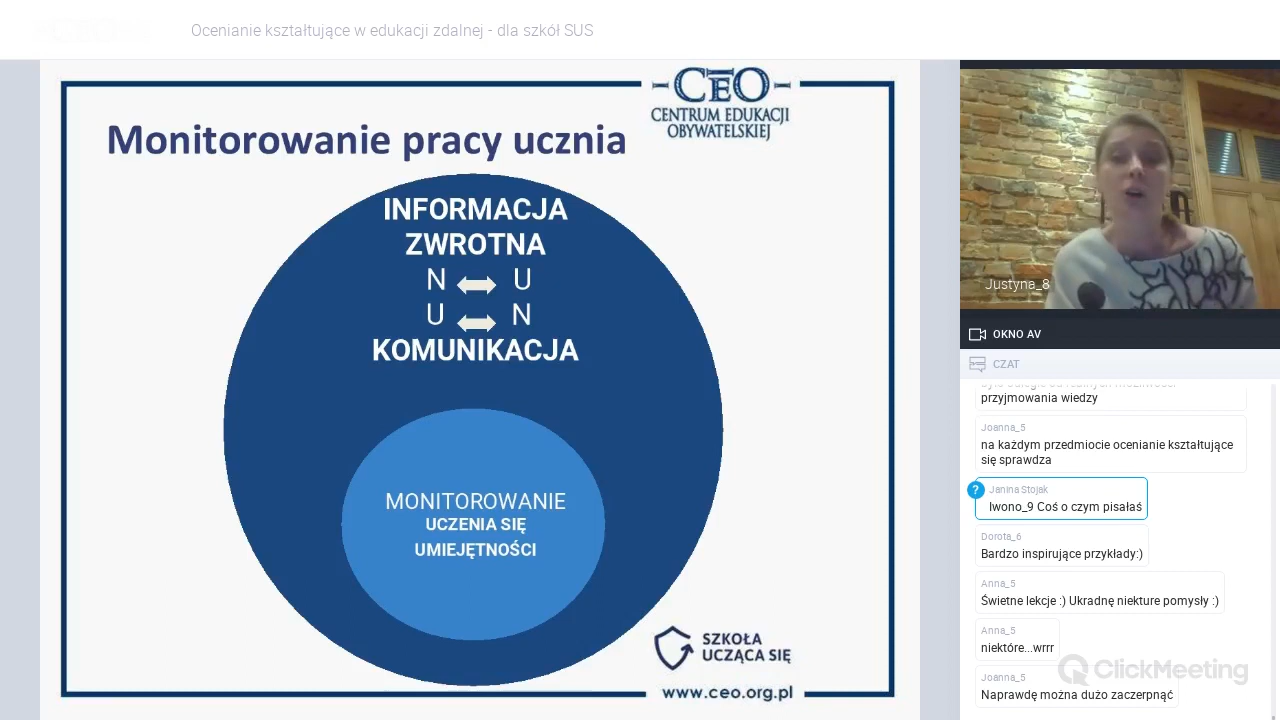 Ocenianie kształtujące w edukacji zdalnej - dla szkół SUS
CEO
CENTRUM EDUKACJI
OBYWATELSKIEJ
Monitorowanie pracy ucznia
INFORMACJA
ZWROTNA
N U
U N
KOMUNIKACJA
MONITOROWANIE
UCZENIA SIĘ
UMIEJĘTNOŚCI
SZKOŁA
UCZĄCA SIĘ
www.ceo.org.pl
Justyna_8
OKNO AV
CZAT
przyjmowania wiedzy
Joanna_5
na każdym przedmiocie ocenianie kształtujące
się sprawdza
?
Janina Stojak
Iwono_9 Coś o czym pisałaś
Dorota_6
Bardzo inspirujące przykłady:)
Anna_5
Świetne lekcje :) Ukradnę niekture pomysły :)
Anna_5
niektóre...wrrr
Joanna_5
Naprawdę można dużo zaczerpnąć
ClickMeeting